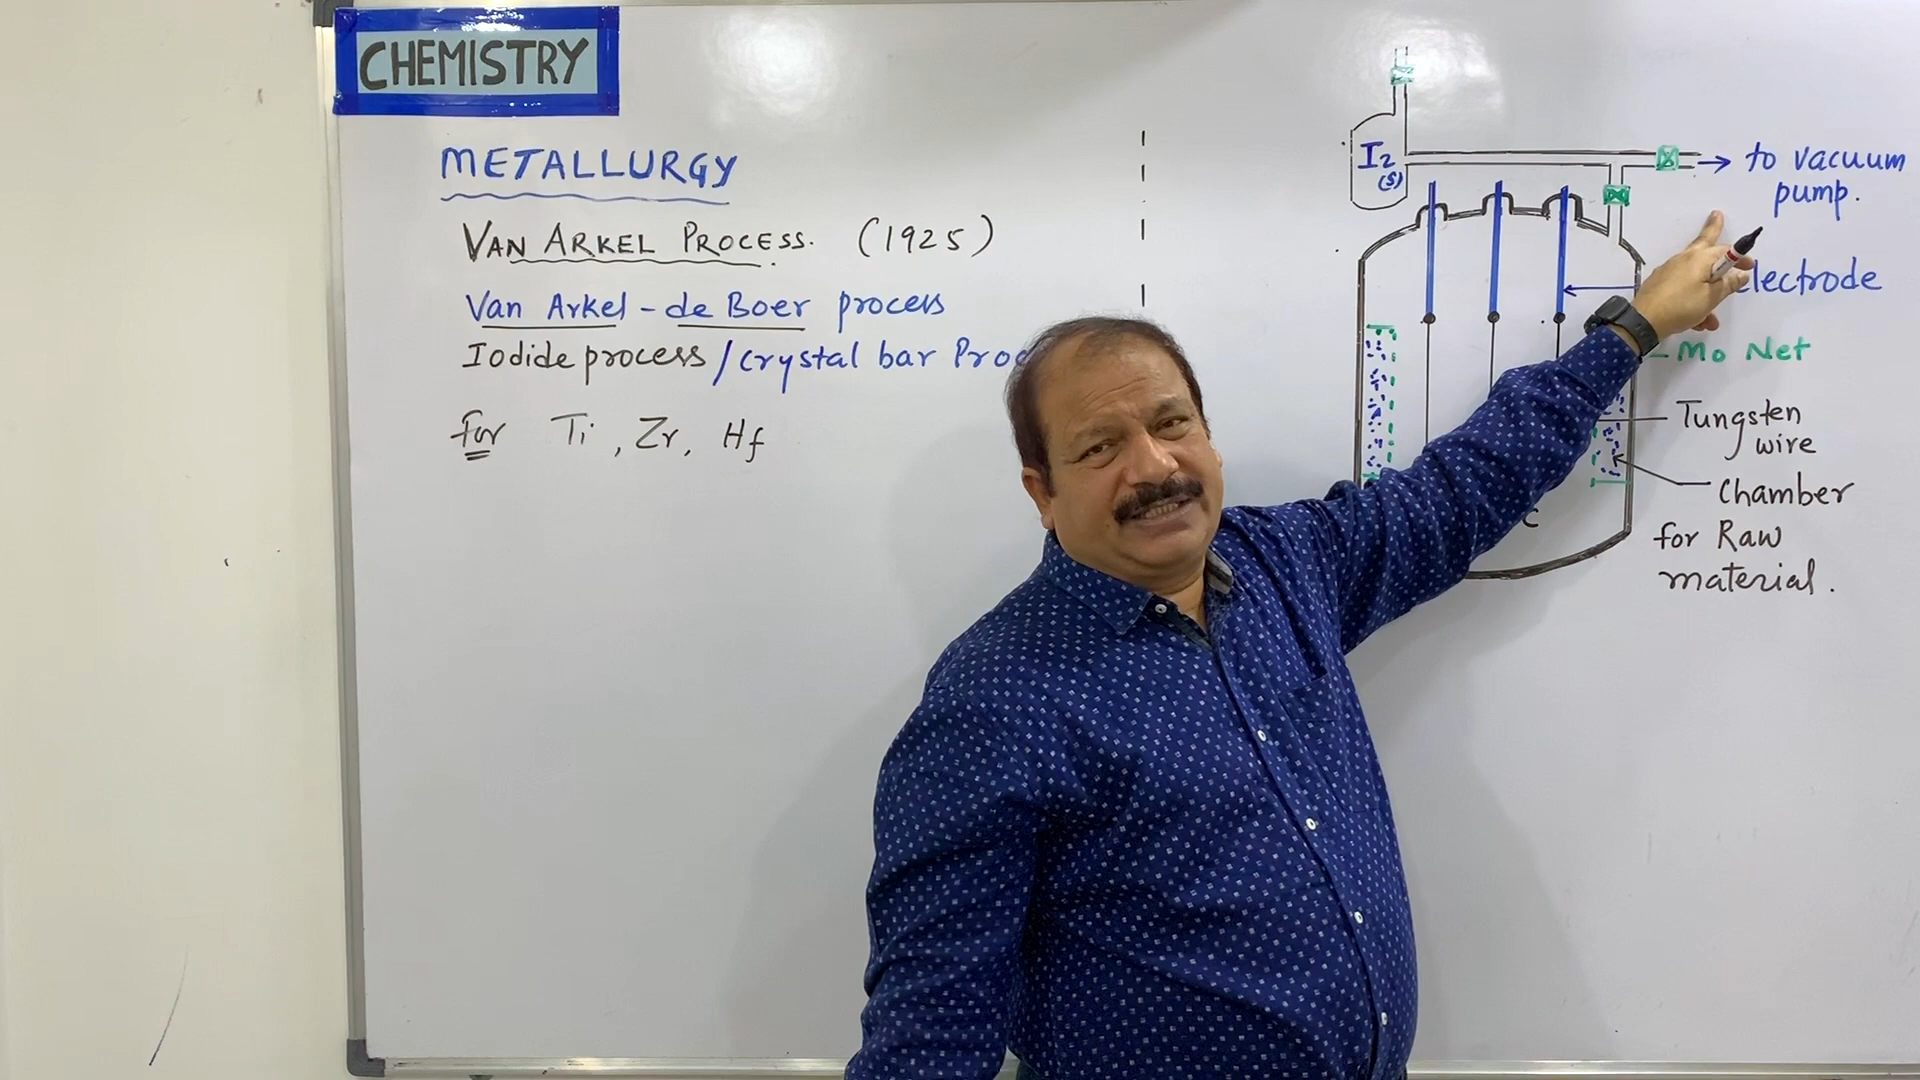 CHEMISTRY
METALLURGY
VAN ARKEL PROCESS. (1925)
Van Arkel - de Boer process
Iodide process / crystal bar Proc
for Ti, Zr, Hf
I2
(s)
→ to vacuum
pump.
lectrode
Mo Net
Tungsten
wire
Chamber
for Raw
material.
C